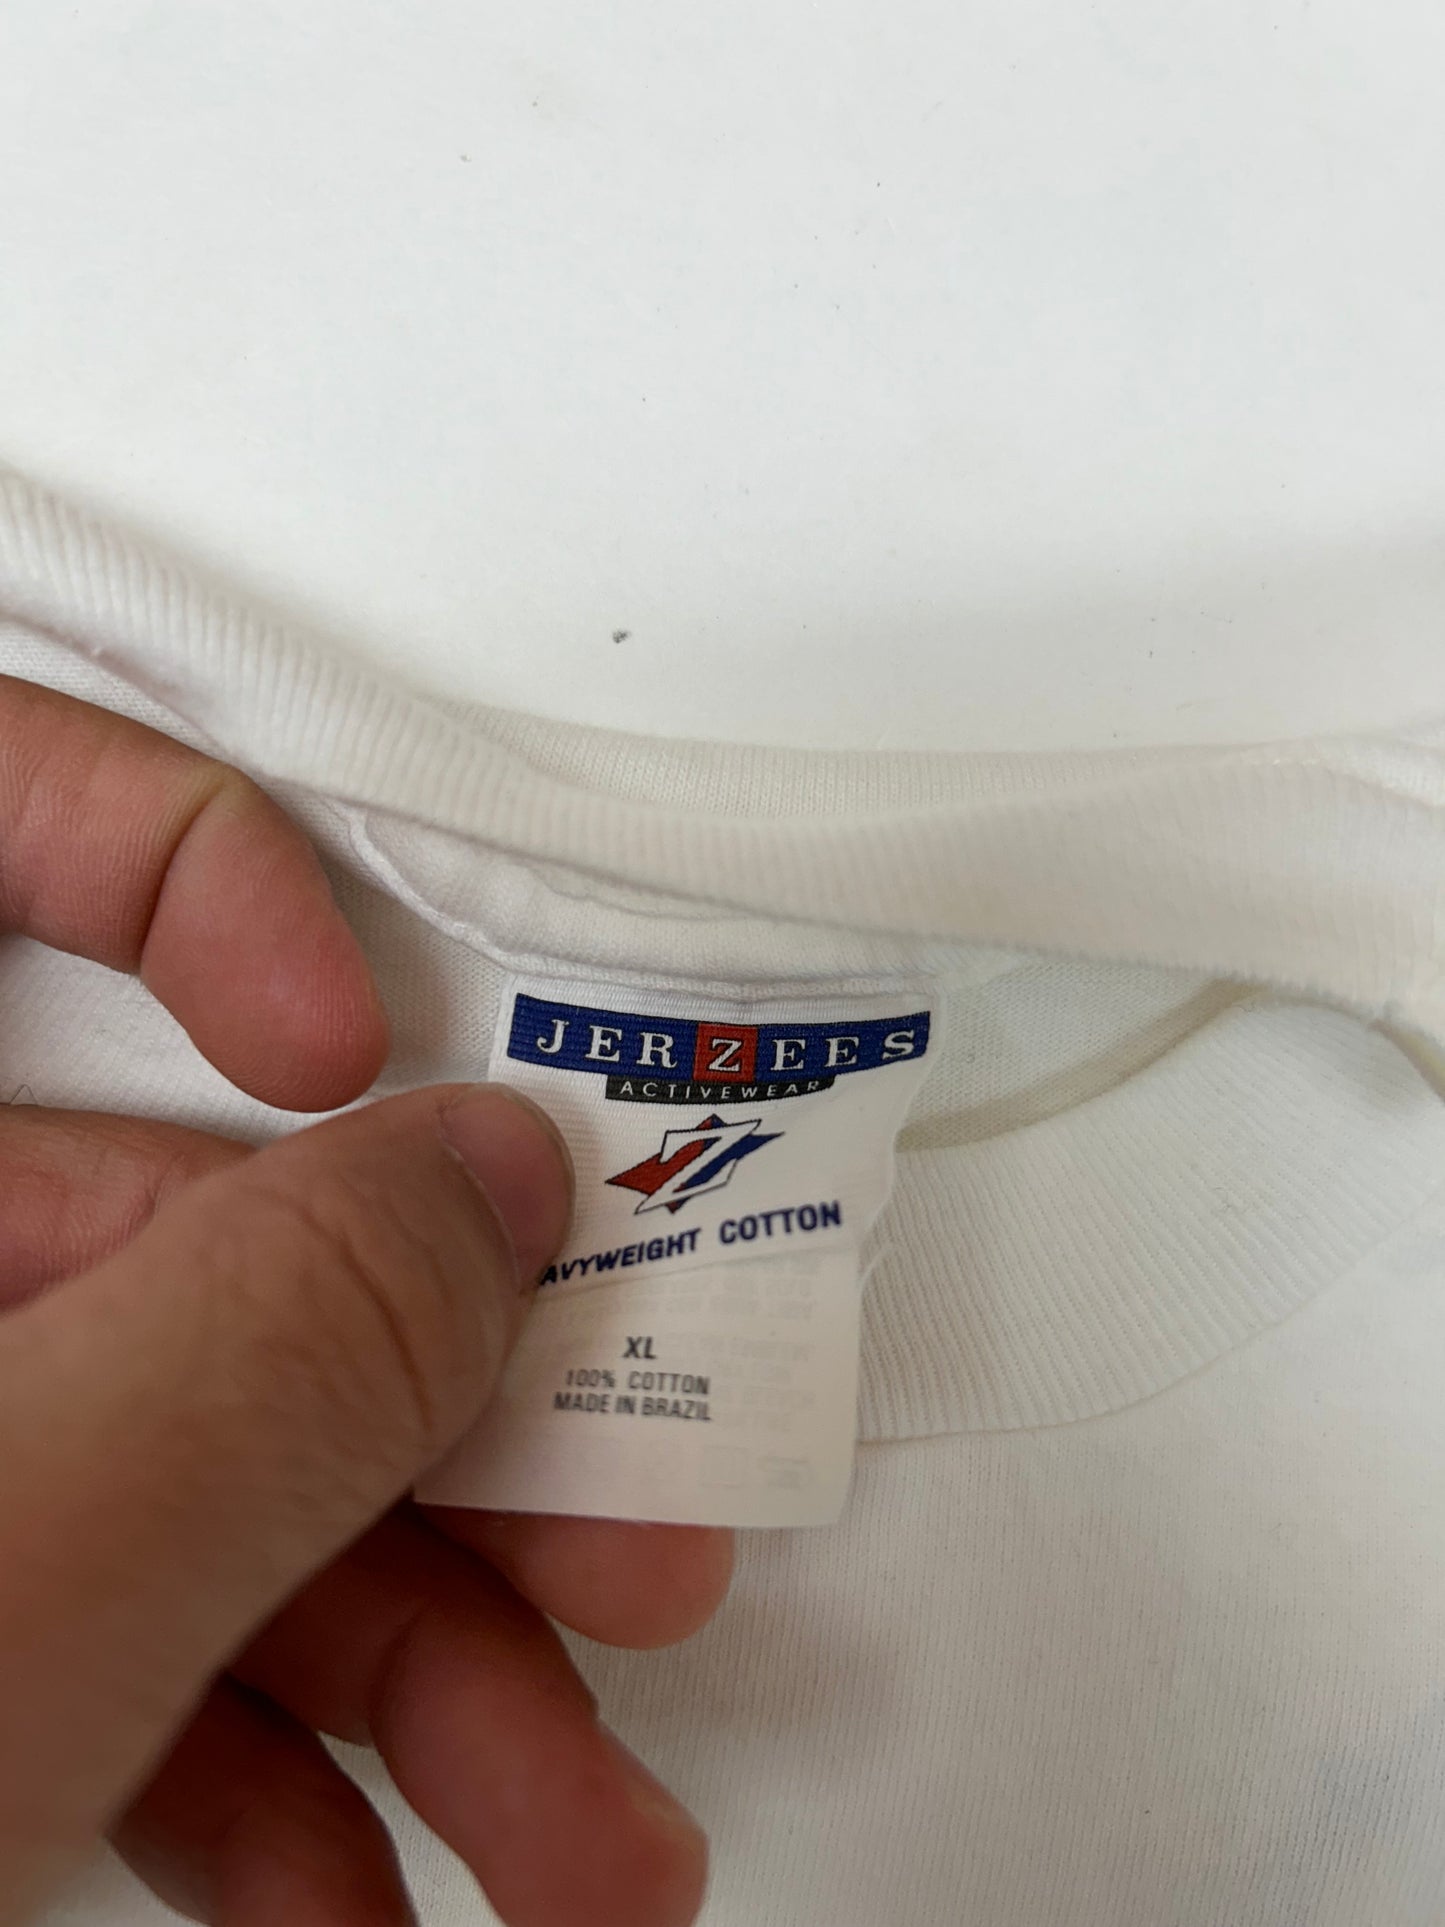 JERZEES
ACTIVEWEAR
Z
AVYWEIGHT COTTON
XL
100% COTTON
MADE IN BRAZIL